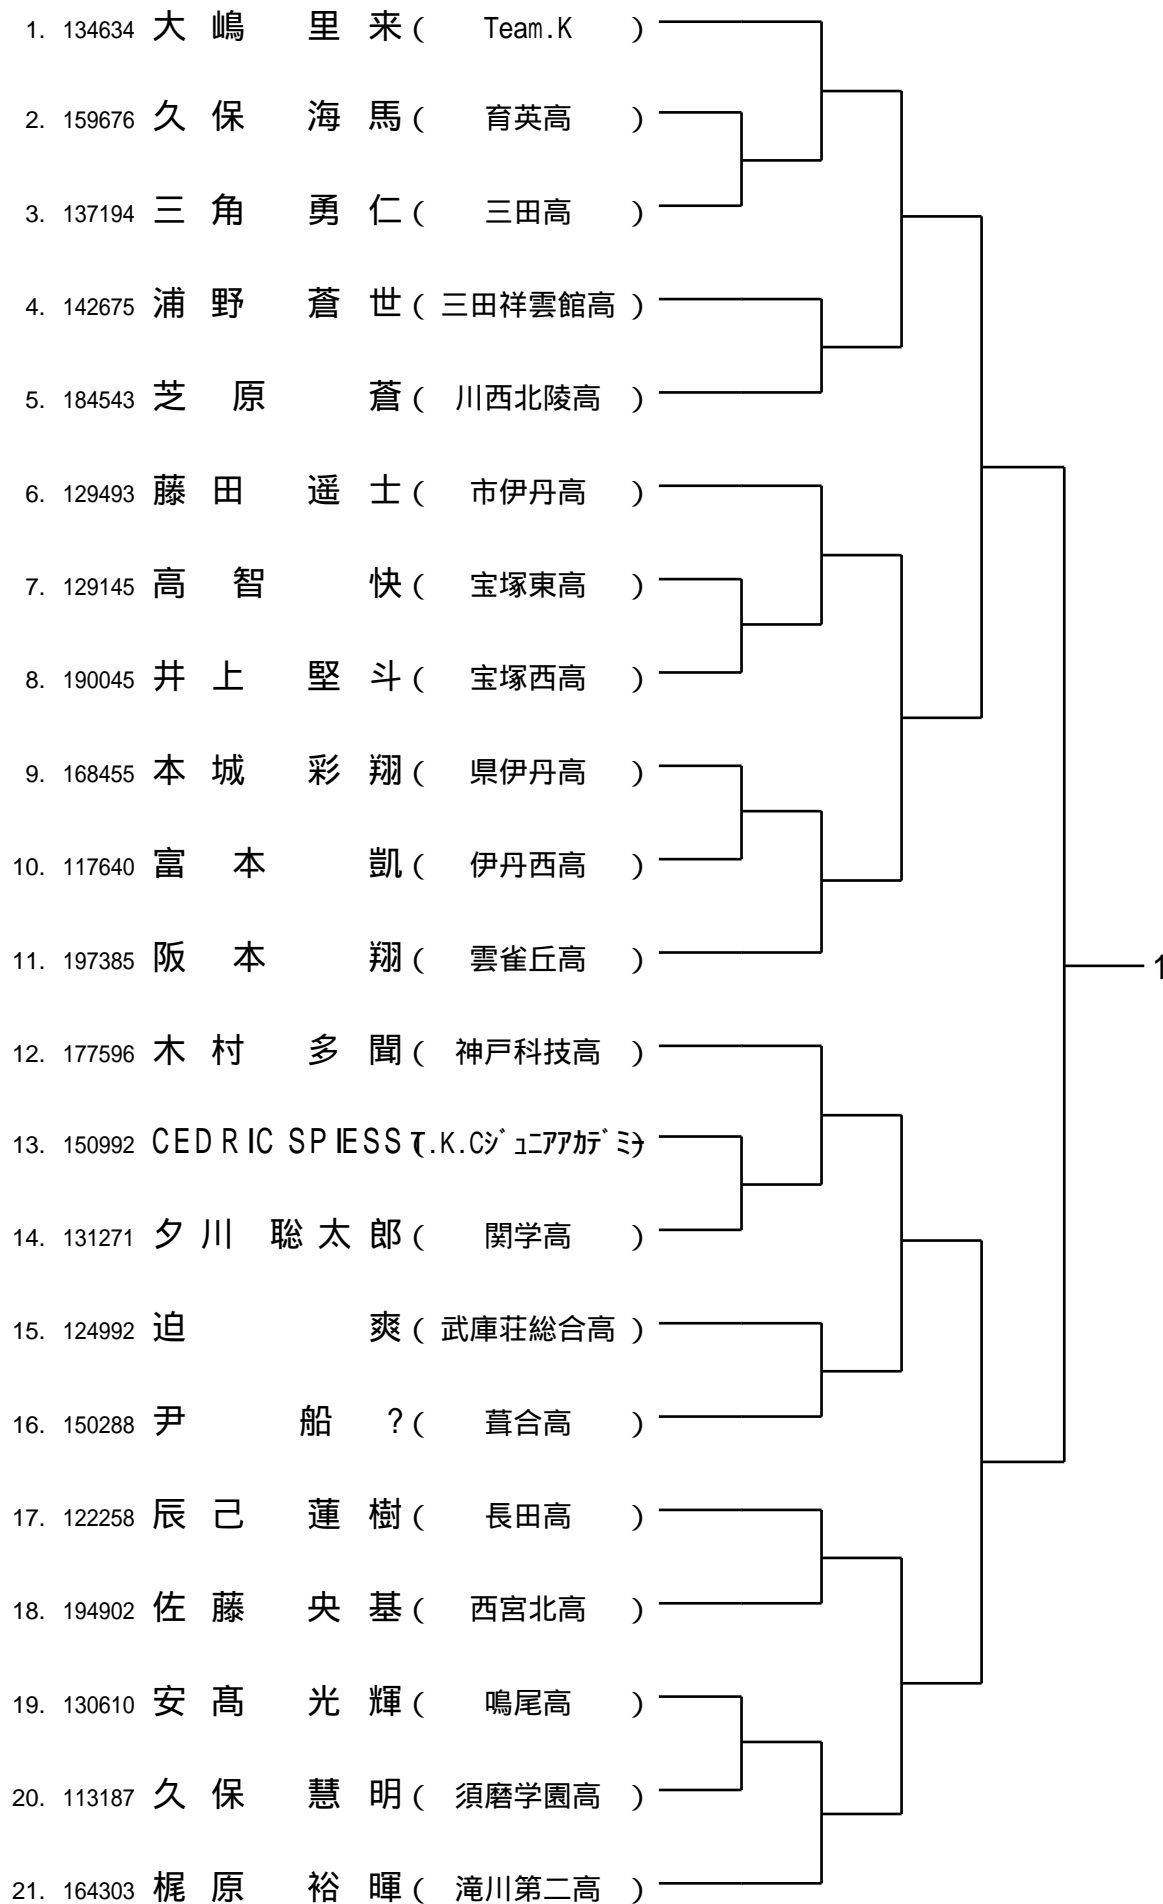 1. 134634 大嶋 里来 ( Team.K )
2. 159676 久保 海馬 ( 育英高 )
3. 137194 三角 勇仁 ( 三田高 )
4. 142675 浦野 蒼世 ( 三田祥雲館高 )
5. 184543 芝原 蒼 ( 川西北陵高 )
6. 129493 藤田 遥士 ( 市伊丹高 )
7. 129145 高智 快 ( 宝塚東高 )
8. 190045 井上 堅斗 ( 宝塚西高 )
9. 168455 本城 彩翔 ( 県伊丹高 )
10. 117640 富本 凱 ( 伊丹西高 )
11. 197385 阪本 翔 ( 雲雀丘高 )
1
12. 177596 木村 多聞 ( 神戸科技高 )
13. 150992 CEDRIC SPIESS (T.K.Cｼﾞｭﾆｱｱｶﾃﾞﾐｰ)
14. 131271 夕川 聡太郎 ( 関学高 )
15. 124992 迫 爽 ( 武庫荘総合高 )
16. 150288 尹 船? ( 葺合高 )
17. 122258 辰己 蓮樹 ( 長田高 )
18. 194902 佐藤 央基 ( 西宮北高 )
19. 130610 安髙 光輝 ( 鳴尾高 )
20. 113187 久保 慧明 ( 須磨学園高 )
21. 164303 梶原 裕暉 ( 滝川第二高 )